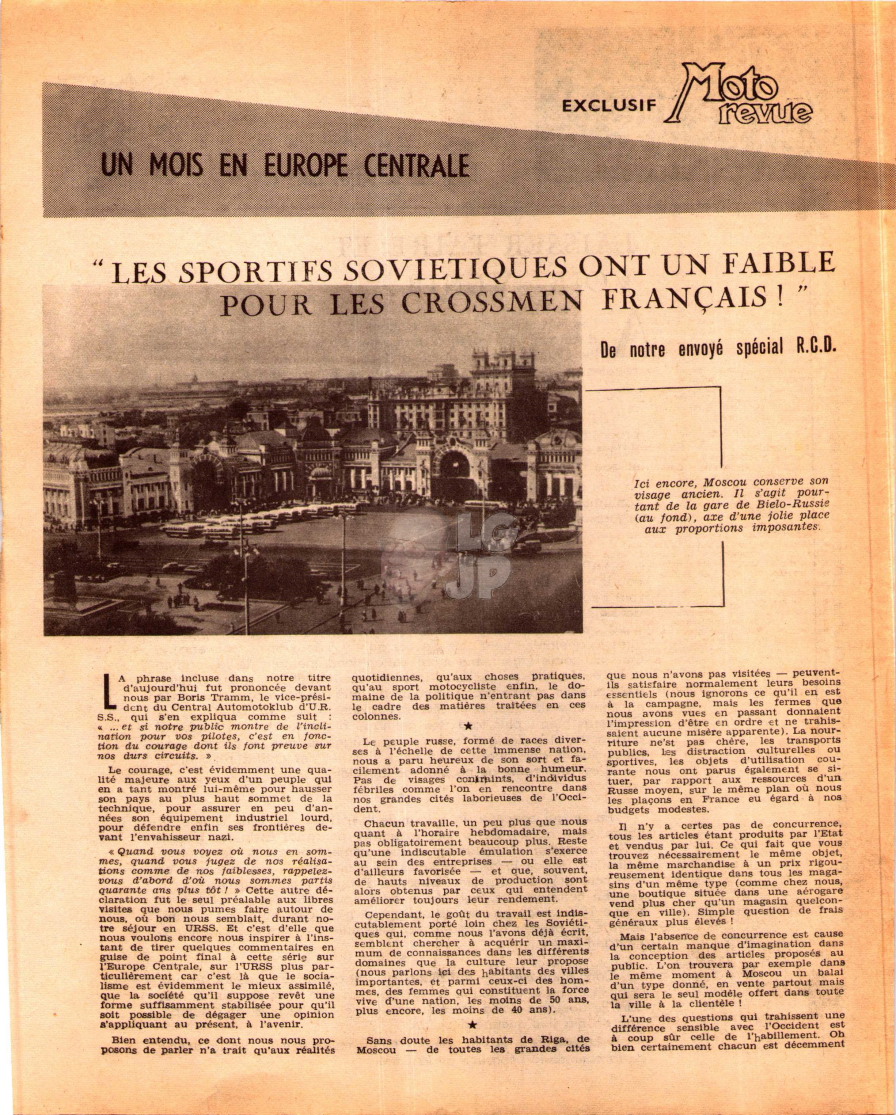 EXCLUSIF Moto revue
UN MOIS EN EUROPE CENTRALE
“ LES SPORTIFS SOVIETIQUES ONT UN FAIBLE
POUR LES CROSSMEN FRANÇAIS ! ”
De notre envoyé spécial R.C.D.
Ici encore, Moscou conserve son
visage ancien. Il s'agit pour-
tant de la gare de Bielo-Russie
(au fond), axe d'une jolie place
aux proportions imposantes.
LC
JP
LA phrase incluse dans notre titre
d'aujourd'hui fut prononcée devant
nous par Boris Tramm, le vice-prési-
dent du Central Automotoklub d'U.R.
S.S., qui s'en expliqua comme suit :
« ...et si notre public montre de l'incli-
nation pour vos pilotes, c'est en fonc-
tion du courage dont ils font preuve sur
nos durs circuits. »
Le courage, c'est évidemment une qua-
lité majeure aux yeux d'un peuple qui
en a tant montré lui-même pour hausser
son pays au plus haut sommet de la
technique, pour assurer en peu d'an-
nées son équipement industriel lourd,
pour défendre enfin ses frontières de-
vant l'envahisseur nazi.
« Quand vous voyez où nous en som-
mes, quand vous jugez de nos réalisa-
tions comme de nos faiblesses, rappelez-
vous d'abord d'où nous sommes partis
quarante ans plus tôt ! » Cette autre dé-
claration fut le seul préalable aux libres
visites que nous pumes faire autour de
nous, où bon nous semblait, durant no-
tre séjour en URSS. Et c'est d'elle que
nous voulons encore nous inspirer à l'ins-
tant de tirer quelques commentaires en
guise de point final à cette série sur
l'Europe Centrale, sur l'URSS plus par-
ticulièrement car c'est là que le socia-
lisme est évidemment le mieux assimilé,
que la société qu'il suppose revêt une
forme suffisamment stabilisée pour qu'il
soit possible de dégager une opinion
s'appliquant au présent, à l'avenir.
Bien entendu, ce dont nous nous pro-
posons de parler n'a trait qu'aux réalités
quotidiennes, qu'aux choses pratiques,
qu'au sport motocycliste enfin, le do-
maine de la politique n'entrant pas dans
le cadre des matières traitées en ces
colonnes.
★
Le peuple russe, formé de races diver-
ses à l'échelle de cette immense nation,
nous a paru heureux de son sort et fa-
cilement adonné à la bonne humeur.
Pas de visages contraints, d'individus
fébriles comme l'on en rencontre dans
nos grandes cités laborieuses de l'Occi-
dent.
Chacun travaille, un peu plus que nous
quant à l'horaire hebdomadaire, mais
pas obligatoirement beaucoup plus. Reste
qu'une indiscutable émulation s'exerce
au sein des entreprises — ou elle est
d'ailleurs favorisée — et que, souvent,
de hauts niveaux de production sont
alors obtenus par ceux qui entendent
améliorer toujours leur rendement.
Cependant, le goût du travail est indis-
cutablement porté loin chez les Soviéti-
ques qui, comme nous l'avons déjà écrit,
semblent chercher à acquérir un maxi-
mum de connaissances dans les différents
domaines que la culture leur propose
(nous parlons ici des habitants des villes
importantes, et parmi ceux-ci des hom-
mes, des femmes qui constituent la force
vive d'une nation, les moins de 50 ans,
plus encore, les moins de 40 ans).
★
Sans doute les habitants de Riga, de
Moscou — de toutes les grandes cités
que nous n'avons pas visitées — peuvent-
ils satisfaire normalement leurs besoins
essentiels (nous ignorons ce qu'il en est
à la campagne, mais les fermes que
nous avons vues en passant donnaient
l'impression d'être en ordre et ne trahis-
saient aucune misère apparente). La nour-
riture ne'st pas chère, les transports
publics, les distraction culturelles ou
sportives, les objets d'utilisation cou-
rante nous ont parus également se si-
tuer, par rapport aux ressources d'un
Russe moyen, sur le même plan où nous
les plaçons en France eu égard à nos
budgets modestes.
Il n'y a certes pas de concurrence,
tous les articles étant produits par l'Etat
et vendus par lui. Ce qui fait que vous
trouvez nécessairement le même objet,
la même marchandise à un prix rigou-
reusement identique dans tous les maga-
sins d'un même type (comme chez nous,
une boutique située dans une aérogare
vend plus cher qu'un magasin quelcon-
que en ville). Simple question de frais
généraux plus élevés !
Mais l'absence de concurrence est cause
d'un certain manque d'imagination dans
la conception des articles proposés au
public. L'on trouvera par exemple dans
le même moment à Moscou un balai
d'un type donné, en vente partout mais
qui sera le seul modèle offert dans toute
la ville à la clientèle !
L'une des questions qui trahissent une
différence sensible avec l'Occident est
à coup sûr celle de l'habillement. Oh
bien certainement chacun est décemment